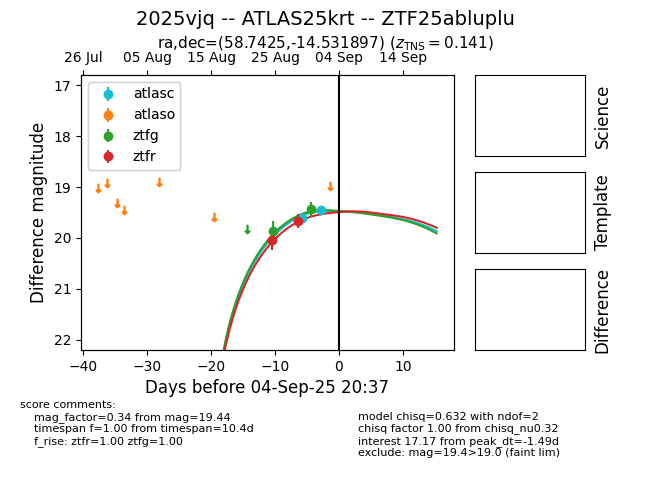 2025vjq -- ATLAS25krt -- ZTF25abluplu
ra,dec=(58.7425,-14.531897) (z_TNS = 0.141)
26 Jul 05 Aug 15 Aug 25 Aug 04 Sep 14 Sep
17
18
19
20
21
22
Difference magnitude
atlasc
atlaso
ztfg
ztfr
−40 −30 −20 −10 0 10
Days before 04-Sep-25 20:37
Science
Template
Difference
score comments:
mag_factor=0.34 from mag=19.44
timespan f=1.00 from timespan=10.4d
f_rise: ztfr=1.00 ztfg=1.00
model chisq=0.632 with ndof=2
chisq factor 1.00 from chisq_nu0.32
interest 17.17 from peak_dt=-1.49d
exclude: mag=19.4>19.0 (faint lim)